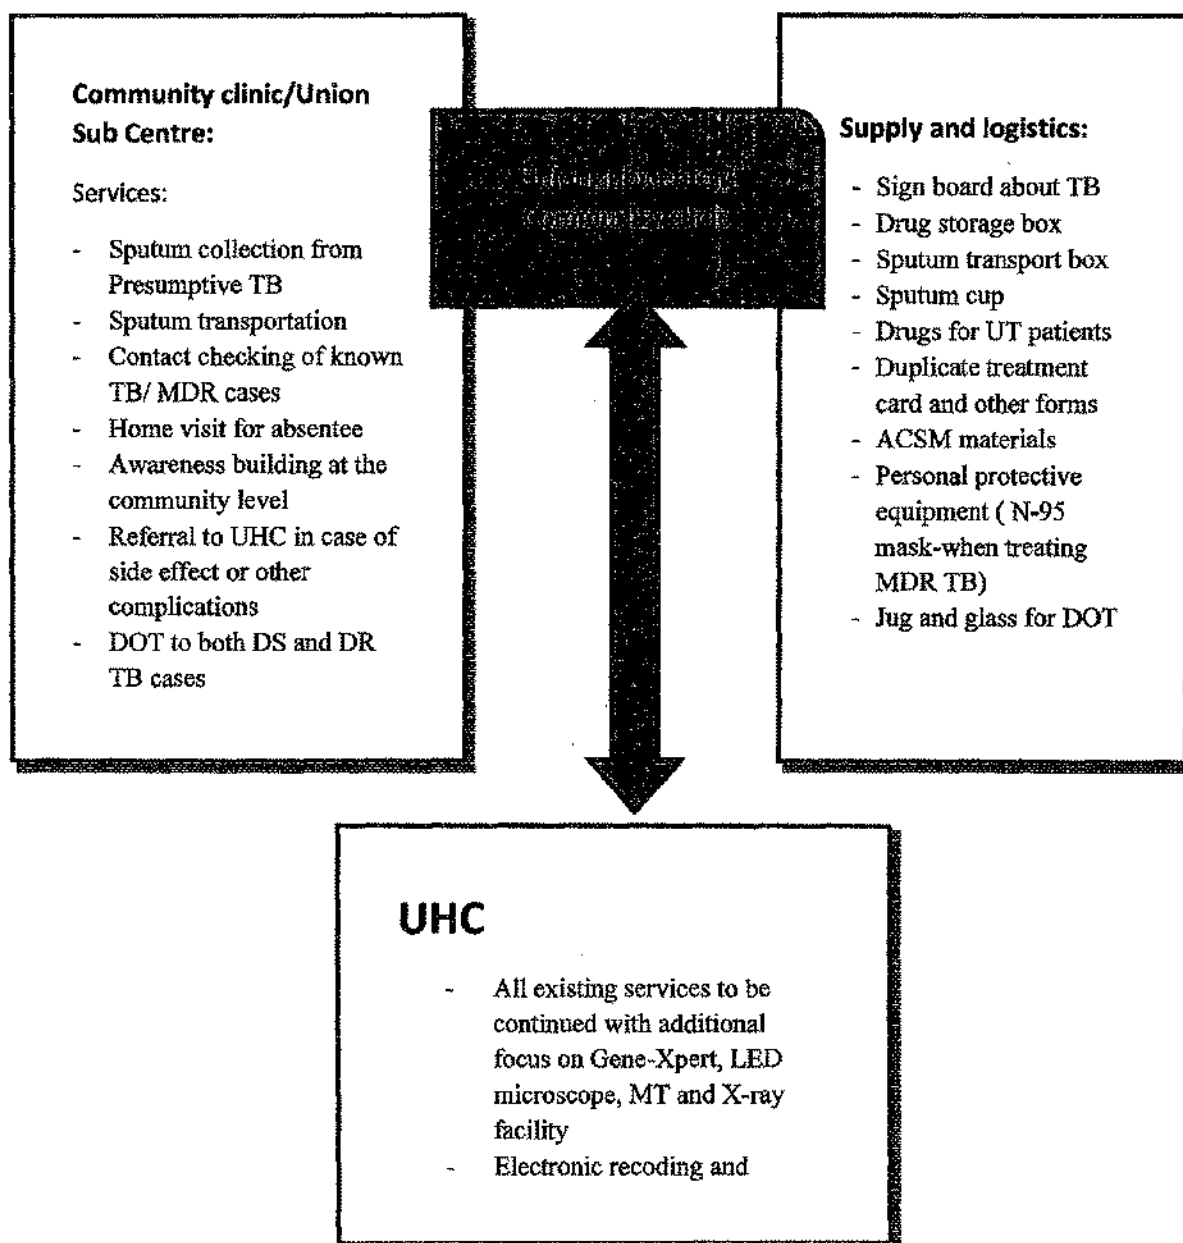 Community clinic/Union
Sub Centre:
Services:
- Sputum collection from
Presumptive TB
- Sputum transportation
- Contact checking of known
TB/ MDR cases
- Home visit for absentee
- Awareness building at the
community level
- Referral to UHC in case of
side effect or other
complications
- DOT to both DS and DR
TB cases
Supply and logistics:
- Sign board about TB
- Drug storage box
- Sputum transport box
- Sputum cup
- Drugs for UT patients
- Duplicate treatment
card and other forms
- ACSM materials
- Personal protective
equipment ( N-95
mask-when treating
MDR TB)
- Jug and glass for DOT
UHC
- All existing services to be
continued with additional
focus on Gene-Xpert, LED
microscope, MT and X-ray
facility
- Electronic recoding and